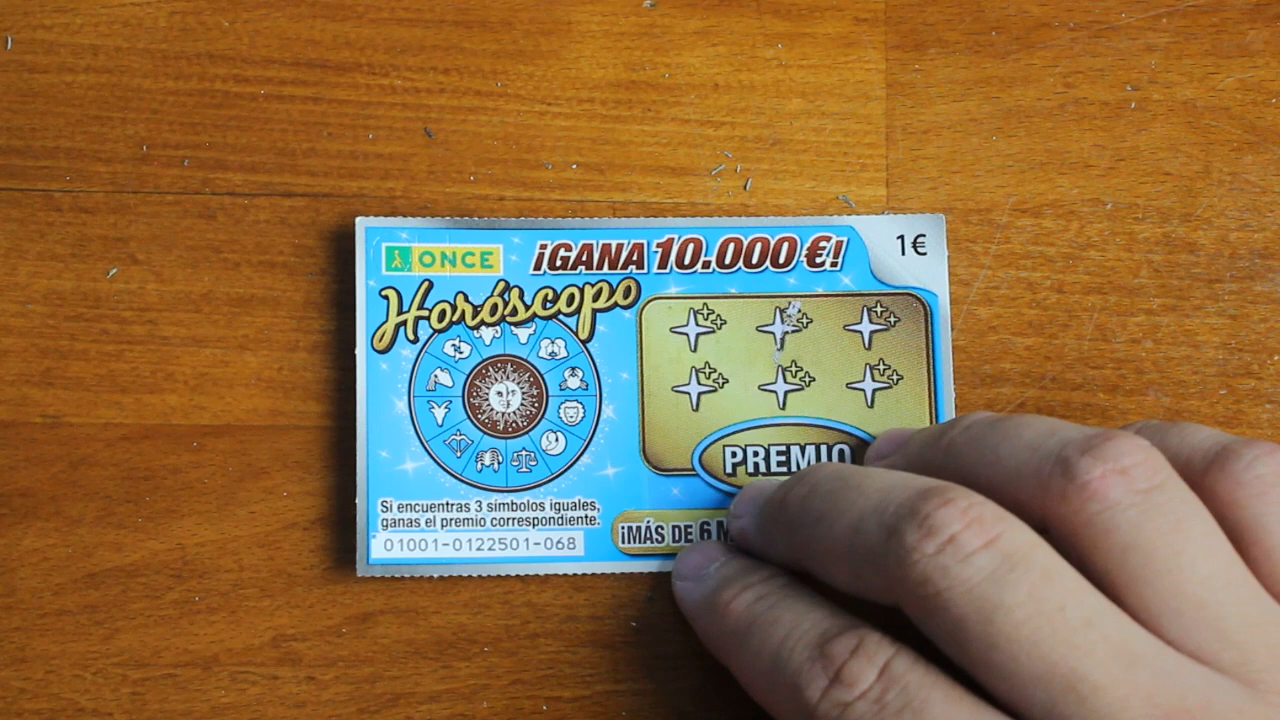 ONCE
¡GANA 10.000 €!
1€
Horóscopo
PREMIO
Si encuentras 3 símbolos iguales,
ganas el premio correspondiente.
¡MÁS DE 6
01001-0122501-068